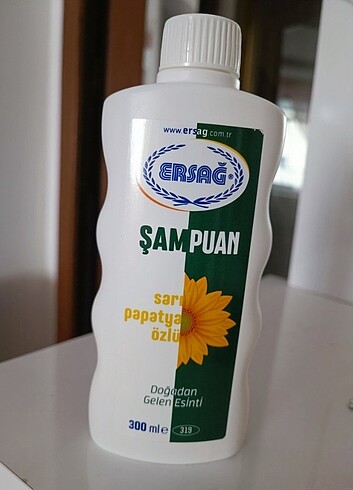 www.ersag.com.tr
ERSAĞ®
ŞAMPUAN
sarı
papatya
özlü
Doğadan
Gelen Esinti
300 ml ℮ 319